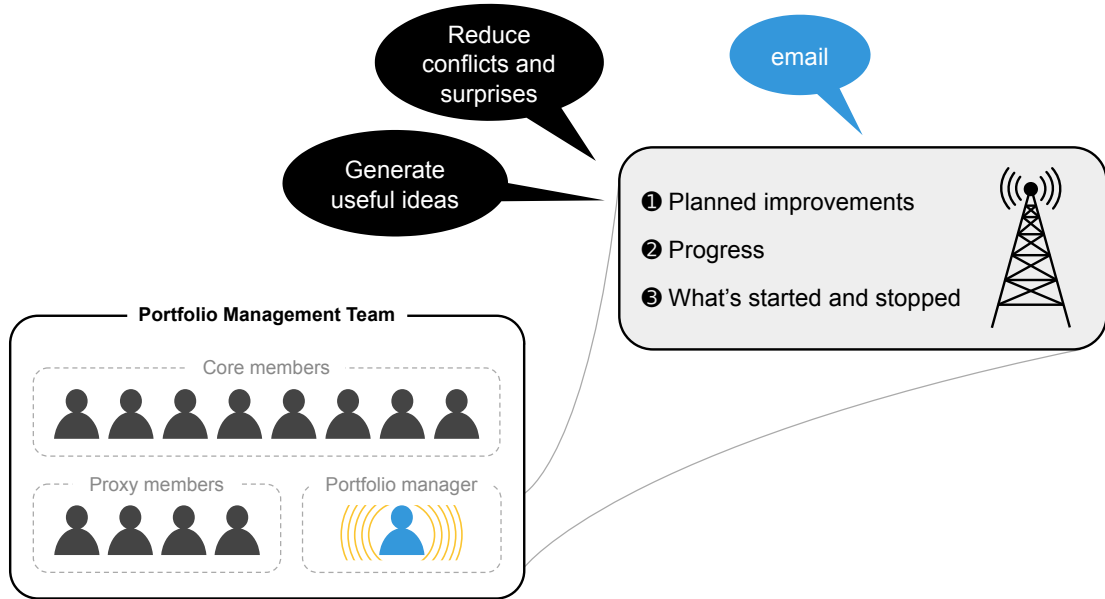 Reduce
conflicts and
surprises
email
Generate
useful ideas
❶ Planned improvements
❷ Progress
❸ What's started and stopped
Portfolio Management Team
Core members
Proxy members
Portfolio manager